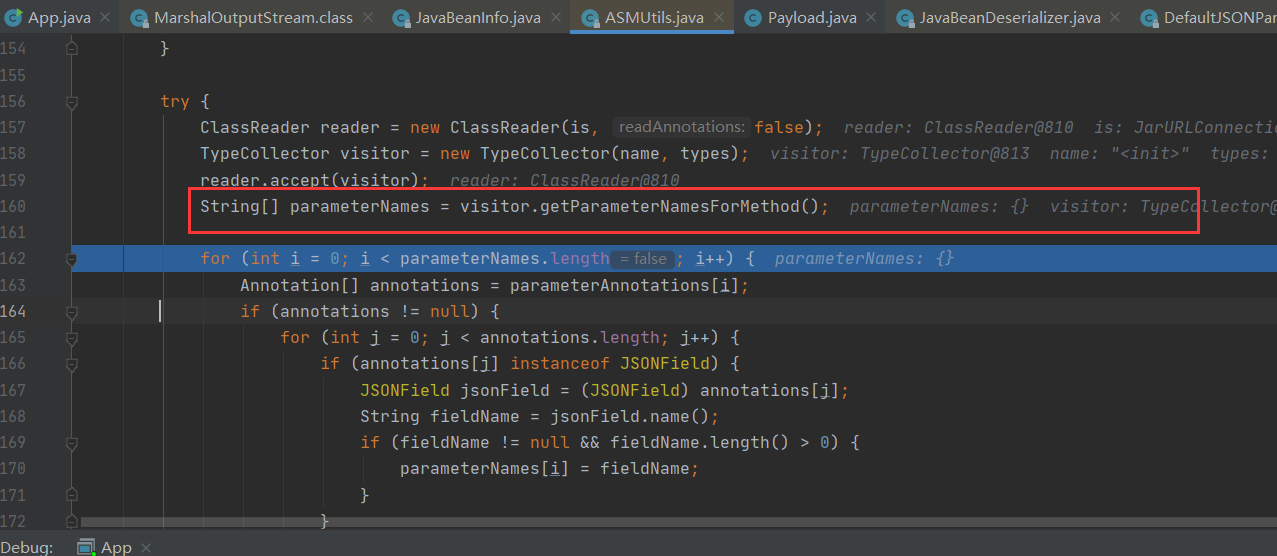 App.java MarshalOutputStream.class JavaBeanInfo.java ASMUtils.java Payload.java JavaBeanDeserializer.java DefaultJSONPar
154 }
155
156 try {
157 ClassReader reader = new ClassReader(is, readAnnotations: false); reader: ClassReader@810 is: JarURLConnecti
158 TypeCollector visitor = new TypeCollector(name, types); visitor: TypeCollector@813 name: "<init>" types:
159 reader.accept(visitor); reader: ClassReader@810
160 String[] parameterNames = visitor.getParameterNamesForMethod(); parameterNames: {} visitor: TypeCollector@
161
162 for (int i = 0; i < parameterNames.length = false ; i++) { parameterNames: {}
163 Annotation[] annotations = parameterAnnotations[i];
164 if (annotations != null) {
165 for (int j = 0; j < annotations.length; j++) {
166 if (annotations[j] instanceof JSONField) {
167 JSONField jsonField = (JSONField) annotations[j];
168 String fieldName = jsonField.name();
169 if (fieldName != null && fieldName.length() > 0) {
170 parameterNames[i] = fieldName;
171 }
172 }
Debug: App